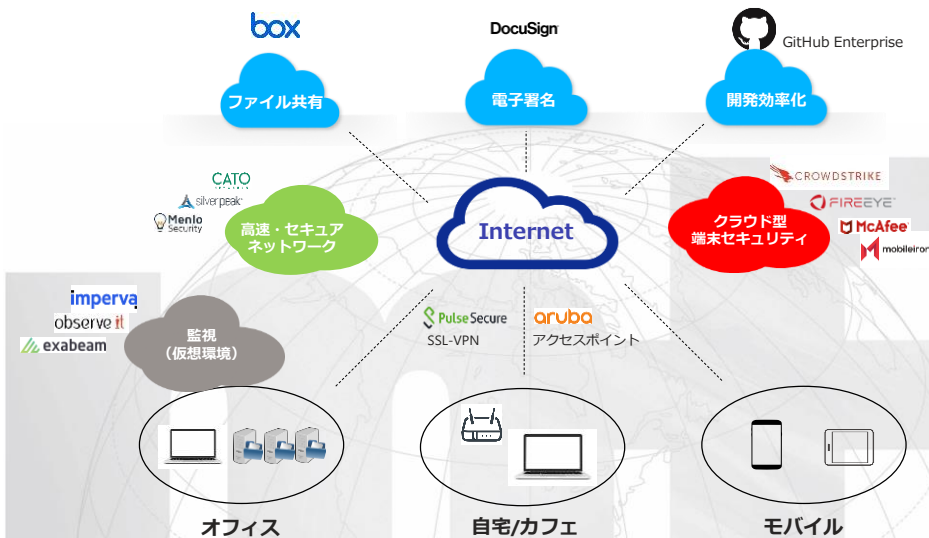 box
DocuSign
GitHub Enterprise
ファイル共有
電子署名
開発効率化
CATO
NETWORKS
silverpeak
Menlo
Security
高速・セキュア
ネットワーク
Internet
CROWDSTRIKE
FIREEYE
McAfee
mobileiron
クラウド型
端末セキュリティ
imperva
observe it
exabeam
監視
（仮想環境）
Pulse Secure
SSL-VPN
aruba
アクセスポイント
オフィス
自宅/カフェ
モバイル